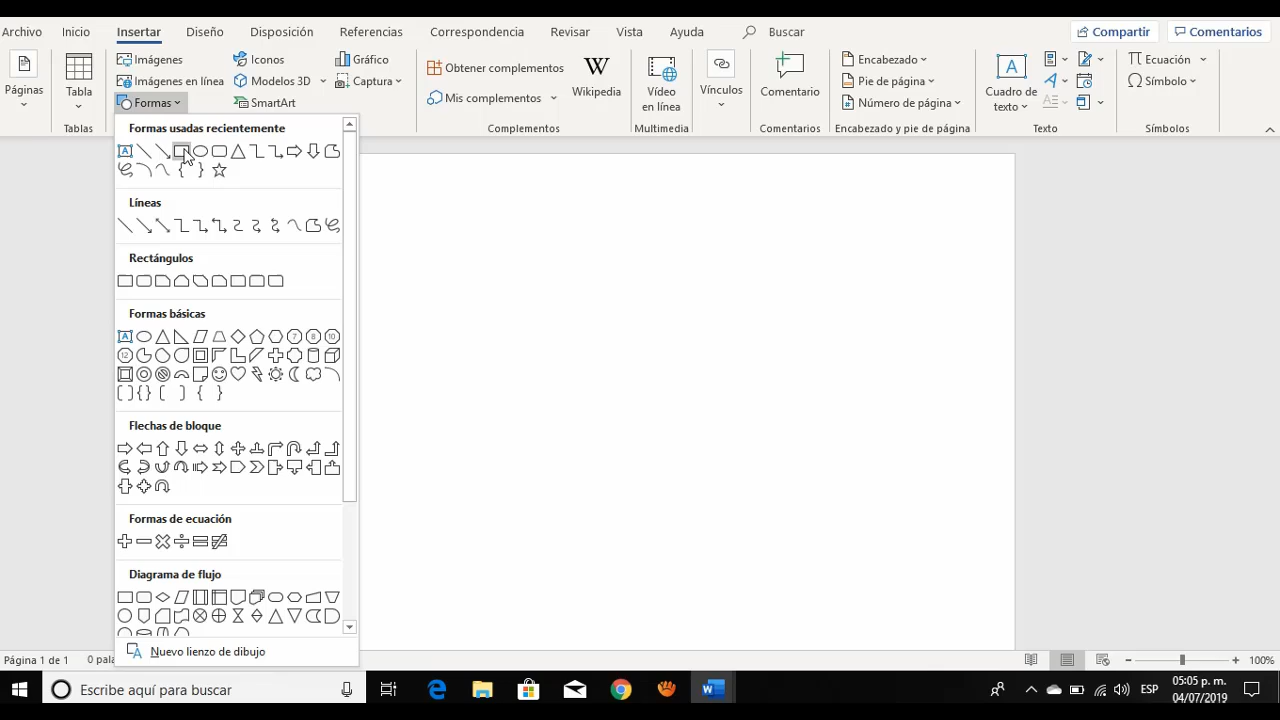 Archivo Inicio Insertar Diseño Disposición Referencias Correspondencia Revisar Vista Ayuda Buscar Compartir Comentarios
Páginas
Tabla
Tablas
Imágenes
Imágenes en línea
Formas
Iconos
Modelos 3D
SmartArt
Gráfico
Captura
Obtener complementos
Mis complementos
Wikipedia
Complementos
Vídeo
en línea
Multimedia
Vínculos
Comentario
Comentarios
Encabezado
Pie de página
Número de página
Encabezado y pie de página
Cuadro de
texto
Texto
Ecuación
Símbolo
Símbolos
Formas usadas recientemente
Líneas
Rectángulos
Formas básicas
Flechas de bloque
Formas de ecuación
Diagrama de flujo
Nuevo lienzo de dibujo
Página 1 de 1 0 pala
100%
Escribe aquí para buscar
ESP
05:05 p. m.
04/07/2019